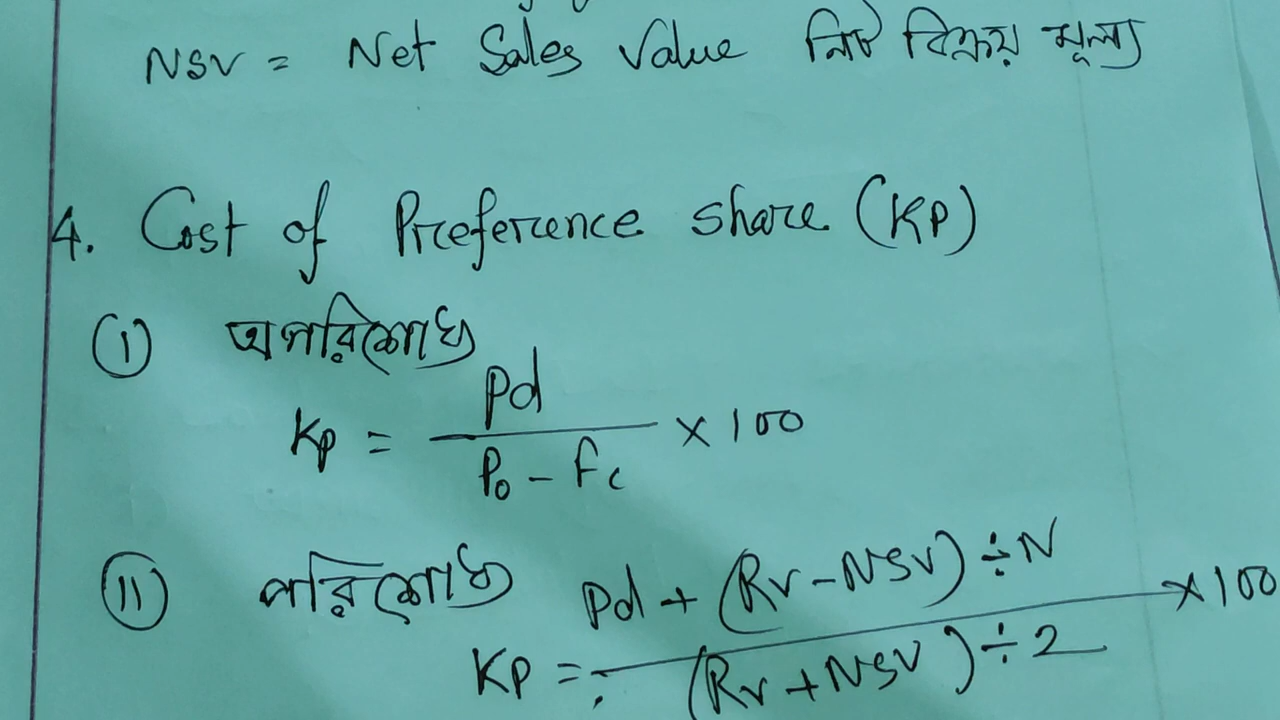 NSV = Net Sales Value নিট বিক্রয় মূল্য
4. Cost of Preference share (Kp)
(i) অপরিশোধ্য
Kp = Pd / (P₀ - Fc) × 100
(ii) পরিশোধ্য
Kp = (Pd + (Rv - NSV) ÷ N) / ((Rv + NSV) ÷ 2) × 100